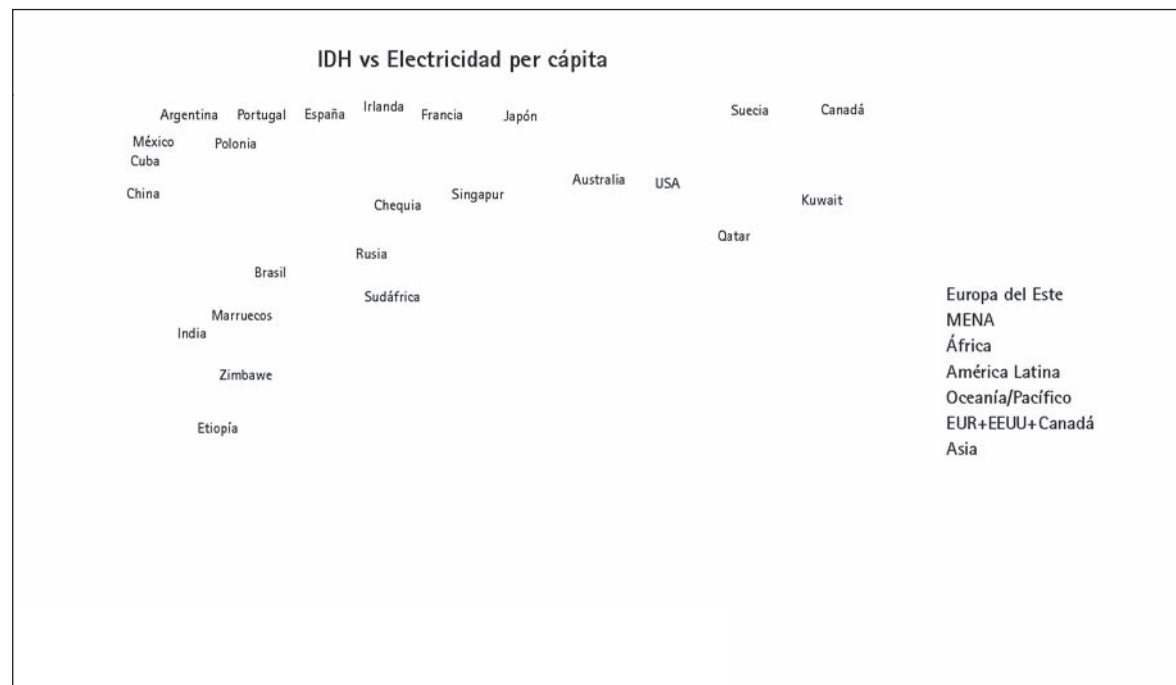 IDH vs Electricidad per cápita
Argentina Portugal España Irlanda Francia Japón Suecia Canadá
México Polonia
Cuba
China Chequia Singapur Australia USA Kuwait
Qatar
Rusia
Brasil
Sudáfrica
Marruecos
India
Zimbawe
Etiopía
Europa del Este
MENA
África
América Latina
Oceanía/Pacífico
EUR+EEUU+Canadá
Asia